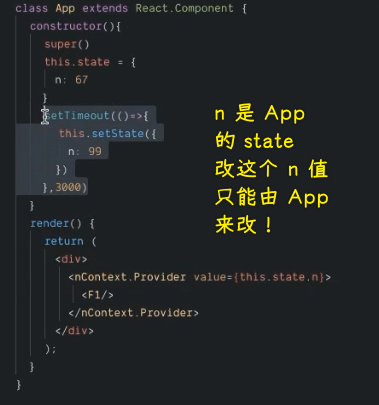 class App extends React.Component {
constructor(){
super()
this.state = {
n: 67
}
setTimeout(()=>{
this.setState({
n: 99
})
},3000)
}
render() {
return (
<div>
<nContext.Provider value={this.state.n}>
<F1/>
</nContext.Provider>
</div>
);
}
}
n 是 App
的 state
改这个 n 值
只能由 App
来改！